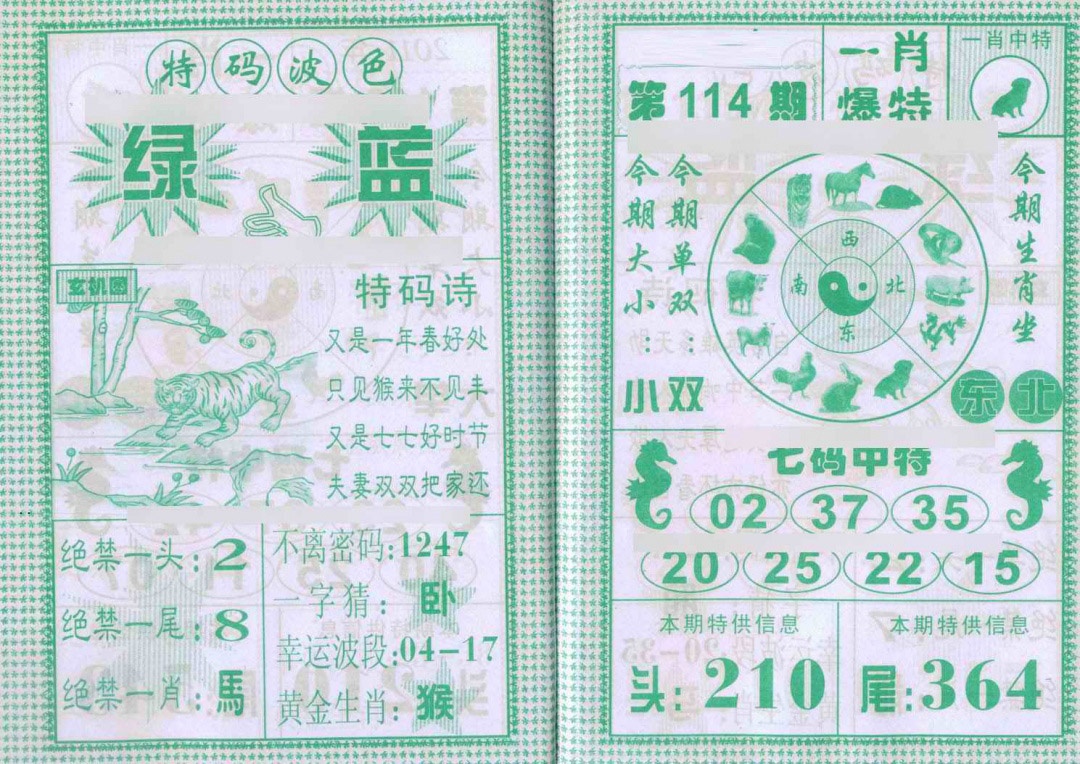 特码波色
绿 蓝
玄机图
特码诗
又是一年春好处
只见猴来不见丰
又是七七好时节
夫妻双双把家还
绝禁一头:2
绝禁一尾:8
绝禁一肖:馬
不离密码:1247
一字猜:卧
幸运波段:04-17
黄金生肖:猴
第114期
一肖
爆特
一肖中特
今期大小:小
今期单双:双
西
南 北
东
今期生肖坐
东北
七码中特
02 37 35
20 25 22 15
本期特供信息
头:210
本期特供信息
尾:364